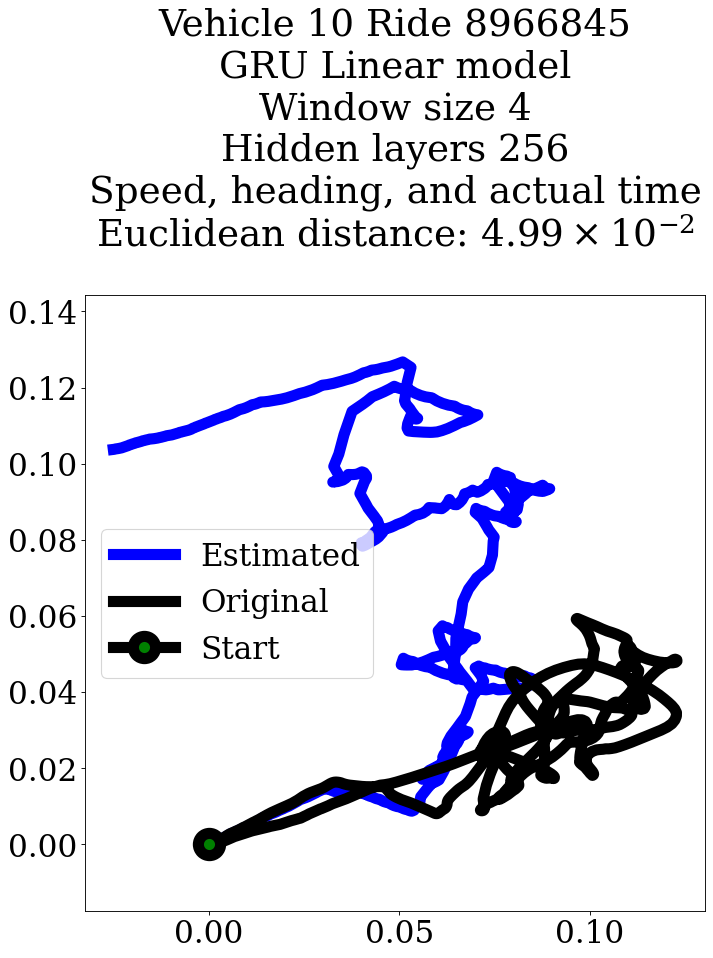 Vehicle 10 Ride 8966845
GRU Linear model
Window size 4
Hidden layers 256
Speed, heading, and actual time
Euclidean distance: 4.99 × 10⁻²
0.14
0.12
0.10
0.08
0.06
0.04
0.02
0.00
Estimated
Original
Start
0.00 0.05 0.10